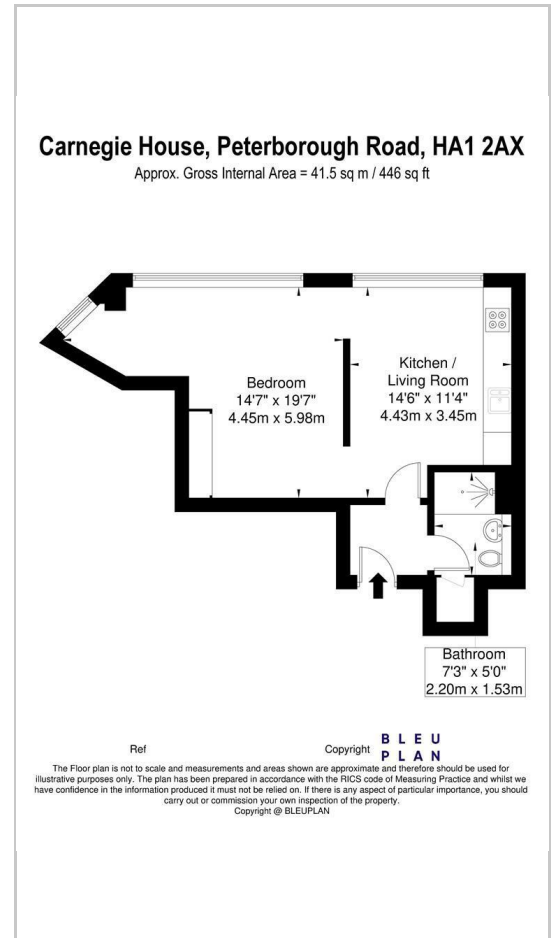 Carnegie House, Peterborough Road, HA1 2AX
Approx. Gross Internal Area = 41.5 sq m / 446 sq ft
Bedroom
14'7" x 19'7"
4.45m x 5.98m
Kitchen /
Living Room
14'6" x 11'4"
4.43m x 3.45m
Bathroom
7'3" x 5'0"
2.20m x 1.53m
Ref
Copyright
BLEU
PLAN
The Floor plan is not to scale and measurements and areas shown are approximate and therefore should be used for
illustrative purposes only. The plan has been prepared in accordance with the RICS code of Measuring Practice and whilst we
have confidence in the information produced it must not be relied on. If there is any aspect of particular importance, you should
carry out or commission your own inspection of the property.
Copyright @ BLEUPLAN